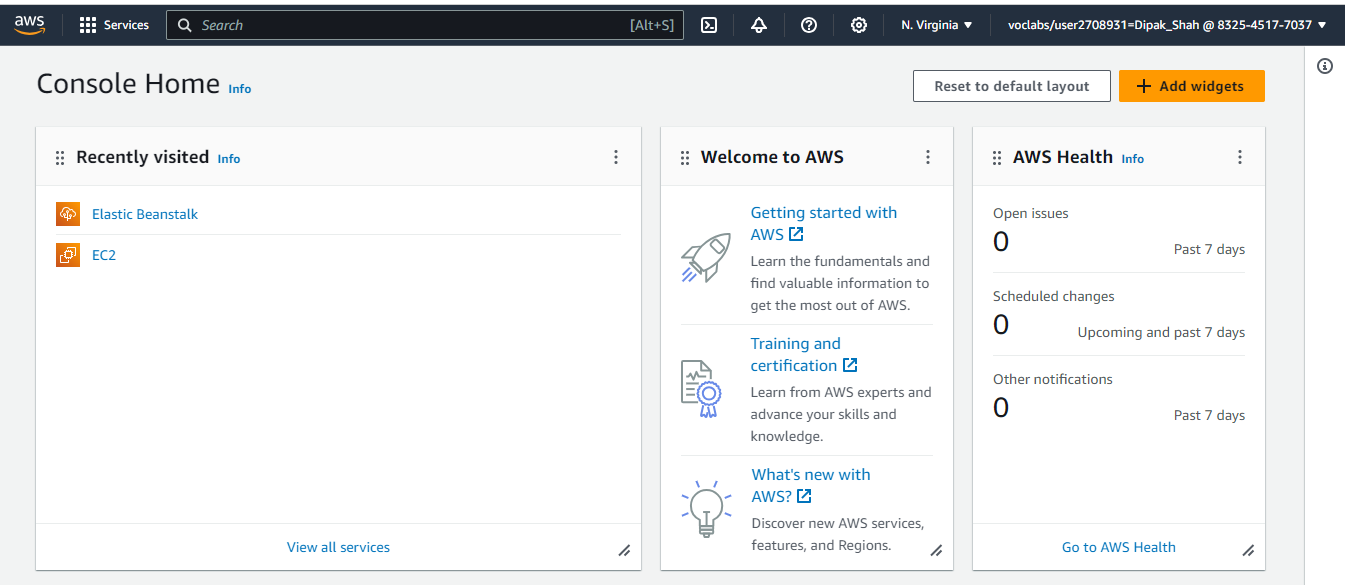 aws
Services
Search
[Alt+S]
N. Virginia
voclabs/user2708931=Dipak_Shah @ 8325-4517-7037
Console Home Info
Reset to default layout
Add widgets
Recently visited Info
Elastic Beanstalk
EC2
View all services
Welcome to AWS
Getting started with
AWS
Learn the fundamentals and
find valuable information to
get the most out of AWS.
Training and
certification
Learn from AWS experts and
advance your skills and
knowledge.
What's new with
AWS?
Discover new AWS services,
features, and Regions.
AWS Health Info
Open issues
0
Past 7 days
Scheduled changes
0
Upcoming and past 7 days
Other notifications
0
Past 7 days
Go to AWS Health